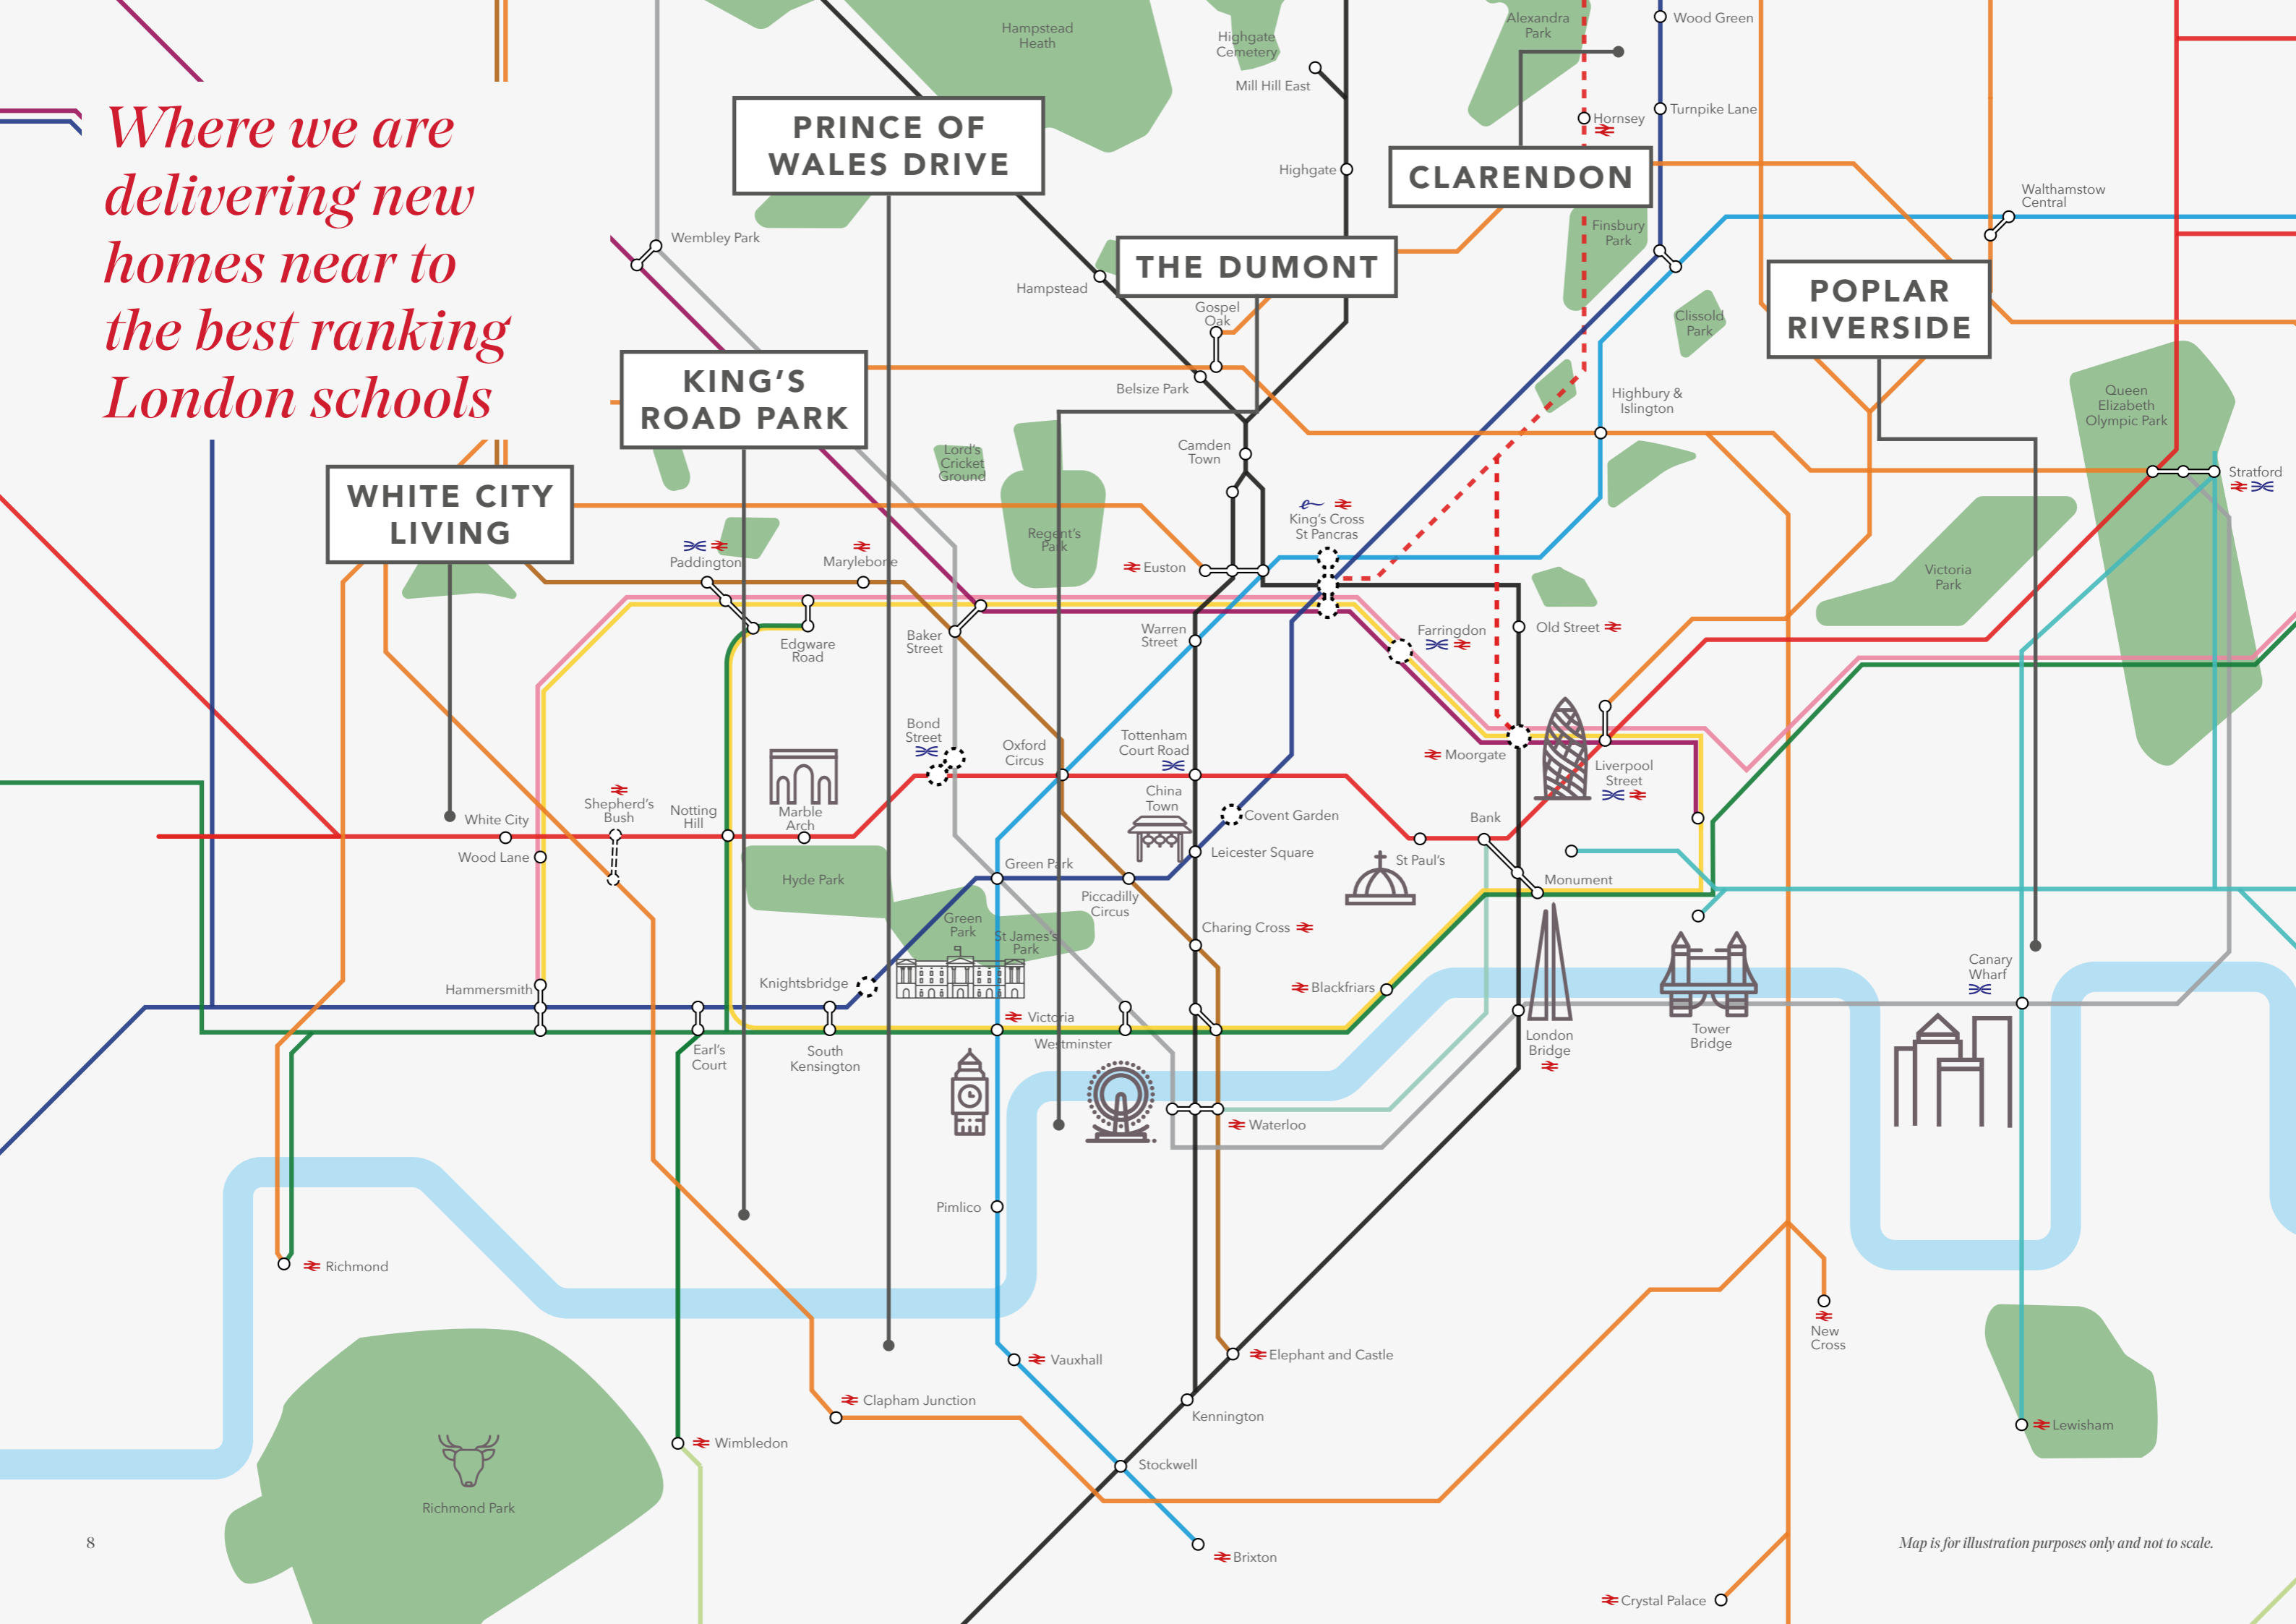 Where we are
delivering new
homes near to
the best ranking
London schools
Hampstead
Heath
Highgate
Cemetery
Alexandra
Park
Wood Green
Mill Hill East
Turnpike Lane
Hornsey
PRINCE OF
WALES DRIVE
Highgate
CLARENDON
Walthamstow
Central
Finsbury
Park
Wembley Park
THE DUMONT
Hampstead
POPLAR
RIVERSIDE
Gospel
Oak
Clissold
Park
KING’S
ROAD PARK
Belsize Park
Highbury &
Islington
Queen
Elizabeth
Olympic Park
Camden
Town
Lord's
Cricket
Ground
Stratford
WHITE CITY
LIVING
King’s Cross
St Pancras
Regent’s
Park
Paddington
Marylebone
Euston
Victoria
Park
Edgware
Road
Baker
Street
Warren
Street
Farringdon
Old Street
Bond
Street
Oxford
Circus
Tottenham
Court Road
Moorgate
Liverpool
Street
China
Town
Shepherd’s
Bush
Notting
Hill
Marble
Arch
White City
Covent Garden
Bank
Wood Lane
Leicester Square
St Paul’s
Green Park
Hyde Park
Monument
Piccadilly
Circus
Green
Park
St James’s
Park
Charing Cross
Canary
Wharf
Hammersmith
Knightsbridge
Blackfriars
Victoria
Westminster
Earl’s
Court
South
Kensington
London
Bridge
Tower
Bridge
Waterloo
Pimlico
Richmond
New
Cross
Vauxhall
Elephant and Castle
Clapham Junction
Kennington
Wimbledon
Lewisham
Stockwell
Richmond Park
8
Map is for illustration purposes only and not to scale.
Brixton
Crystal Palace